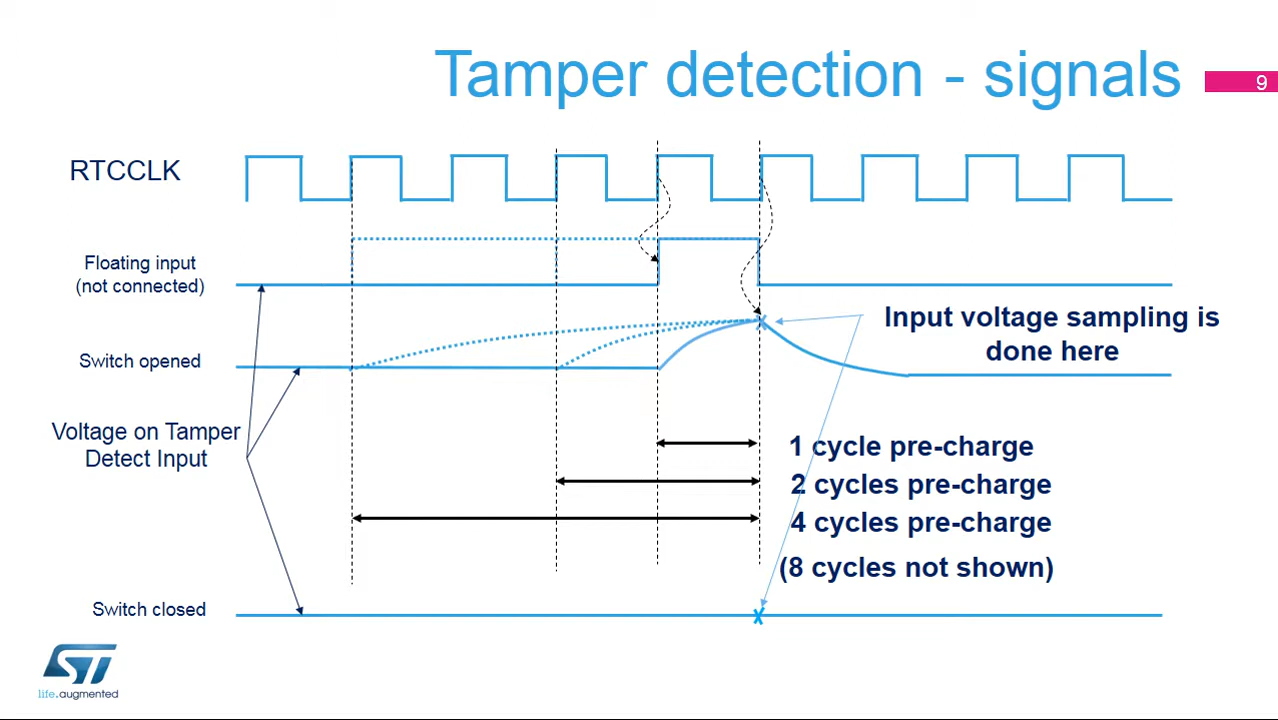 Tamper detection - signals
9
RTCCLK
Floating input
(not connected)
Input voltage sampling is
done here
Switch opened
Voltage on Tamper
Detect Input
1 cycle pre-charge
2 cycles pre-charge
4 cycles pre-charge
(8 cycles not shown)
Switch closed
ST
life.augmented